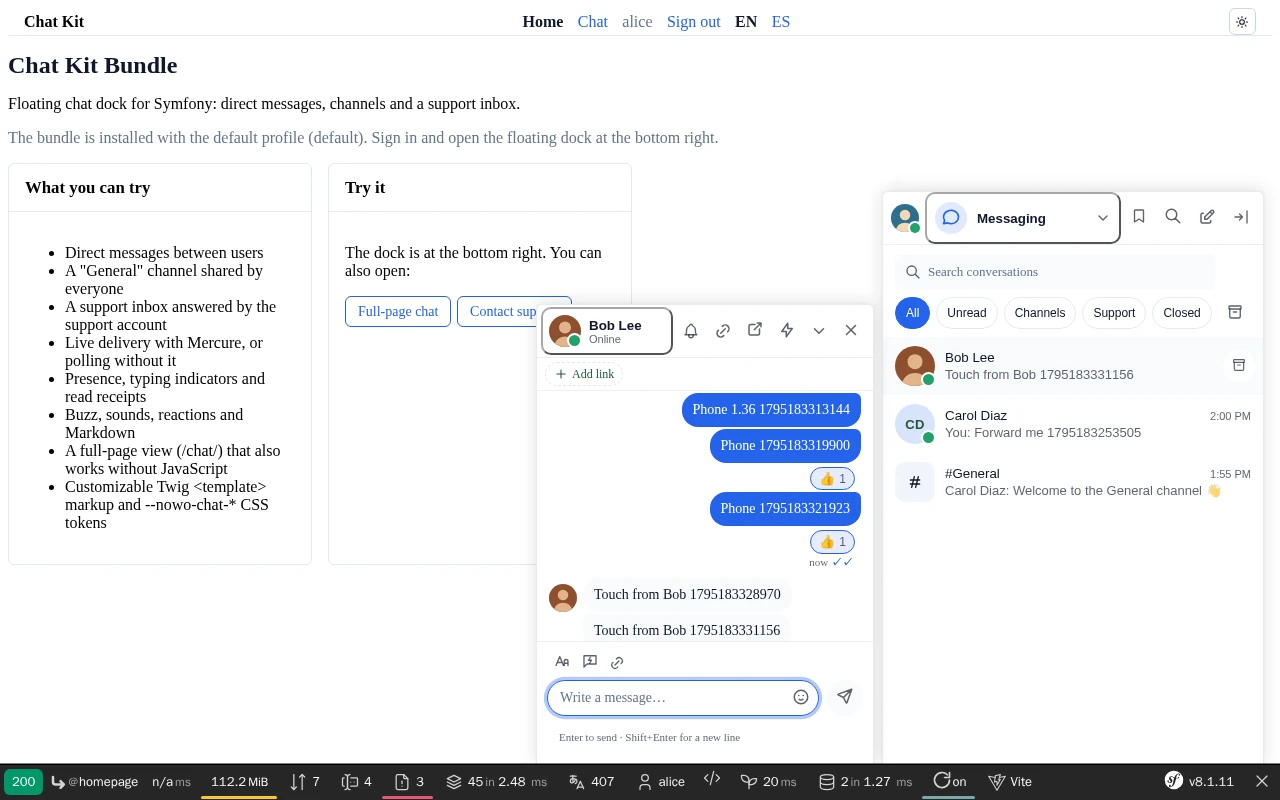 Chat Kit
Home Chat alice Sign out EN ES
Chat Kit Bundle
Floating chat dock for Symfony: direct messages, channels and a support inbox.
The bundle is installed with the default profile (default). Sign in and open the floating dock at the bottom right.
What you can try
Direct messages between users
A "General" channel shared by
everyone
A support inbox answered by the
support account
Live delivery with Mercure, or
polling without it
Presence, typing indicators and
read receipts
Buzz, sounds, reactions and
Markdown
A full-page view (/chat/) that also
works without JavaScript
Customizable Twig <template>
markup and --nowo-chat-* CSS
tokens
Try it
The dock is at the bottom right. You can
also open:
Full-page chat
Contact sup
Bob Lee
Online
Add link
Phone 1.36 1795183313144
Phone 1795183319900
👍 1
Phone 1795183321923
👍 1
now ✓✓
Touch from Bob 1795183328970
Touch from Bob 1795183331156
Write a message…
Enter to send · Shift+Enter for a new line
Messaging
Search conversations
All Unread Channels Support Closed
Bob Lee
Touch from Bob 1795183331156
CD
Carol Diaz 2:00 PM
You: Forward me 1795183253505
#
#General 1:55 PM
Carol Diaz: Welcome to the General channel 👋
200 @homepage n/a ms 112.2 MiB 7 4 3 45 in 2.48 ms 407 alice 20 ms 2 in 1.27 ms on Vite sf v8.1.11